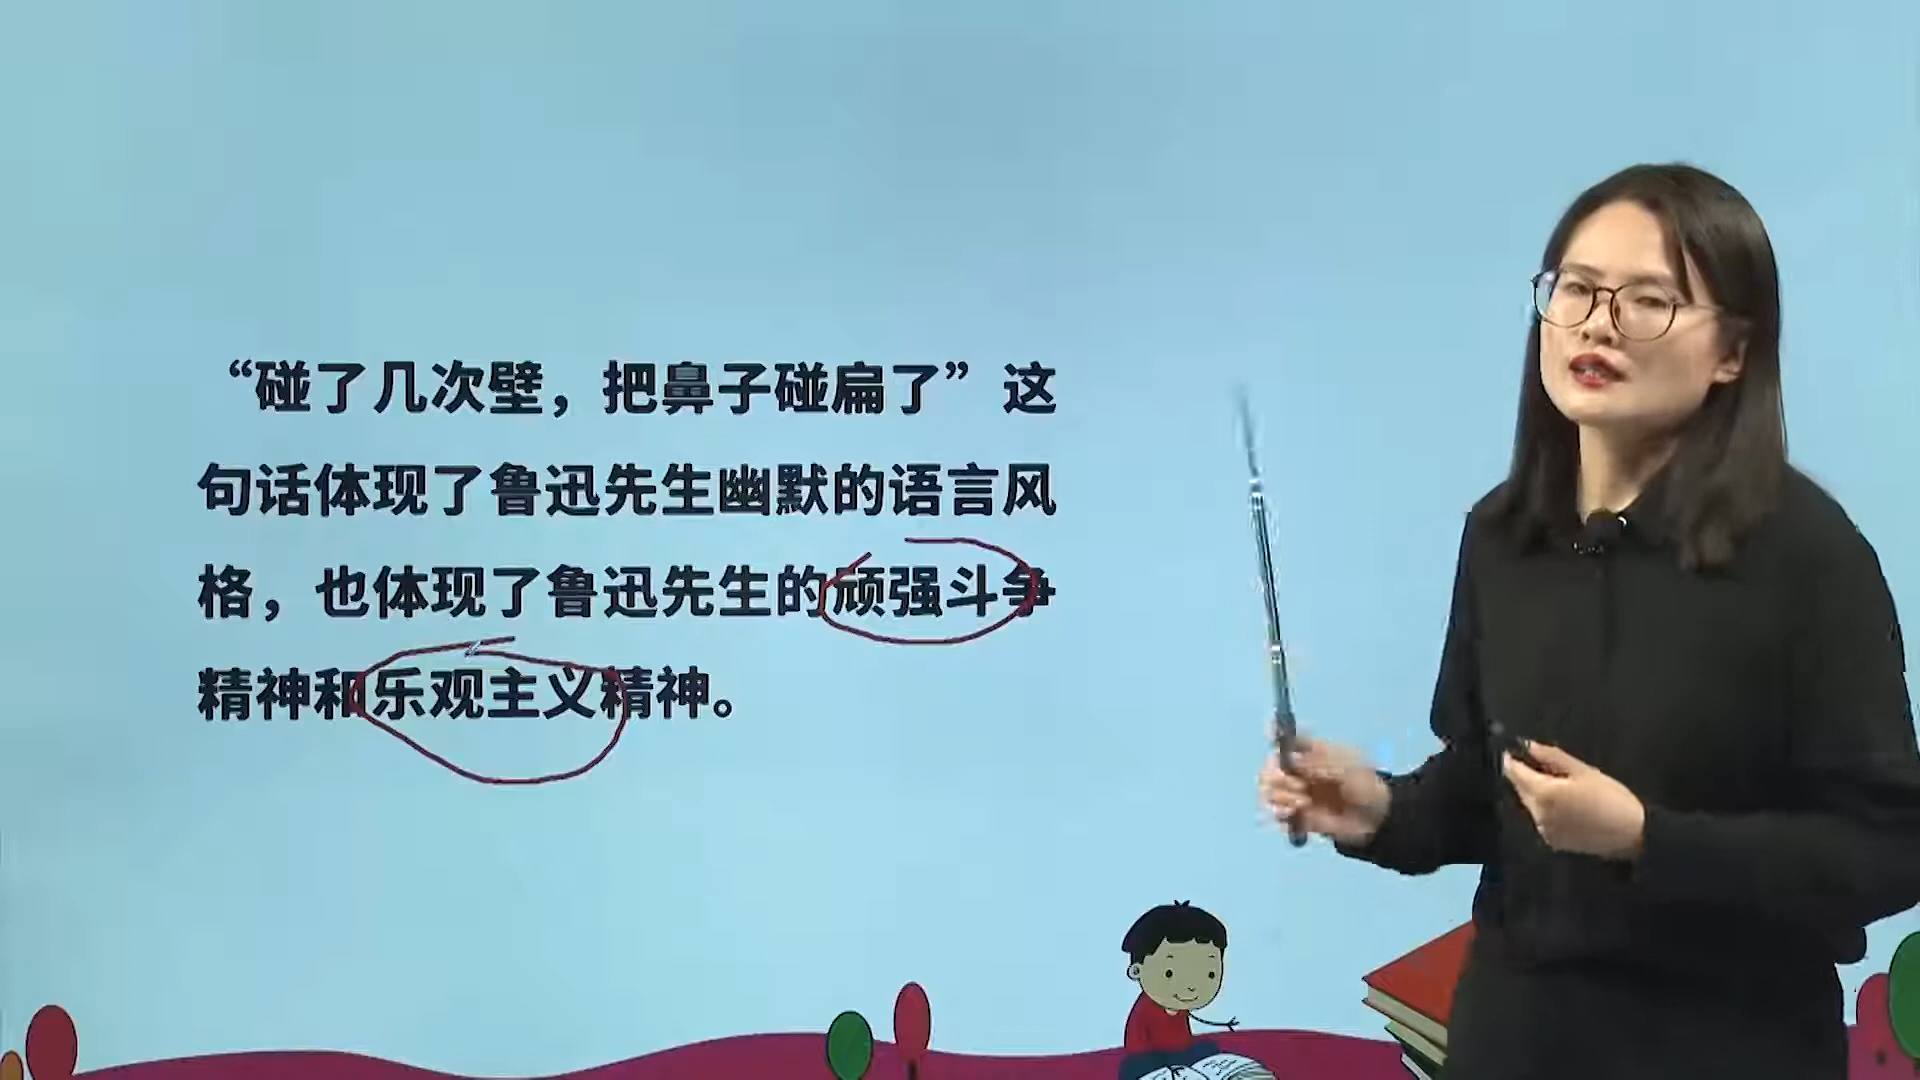 “碰了几次壁，把鼻子碰扁了”这
句话体现了鲁迅先生幽默的语言风
格，也体现了鲁迅先生的顽强斗争
精神和乐观主义精神。